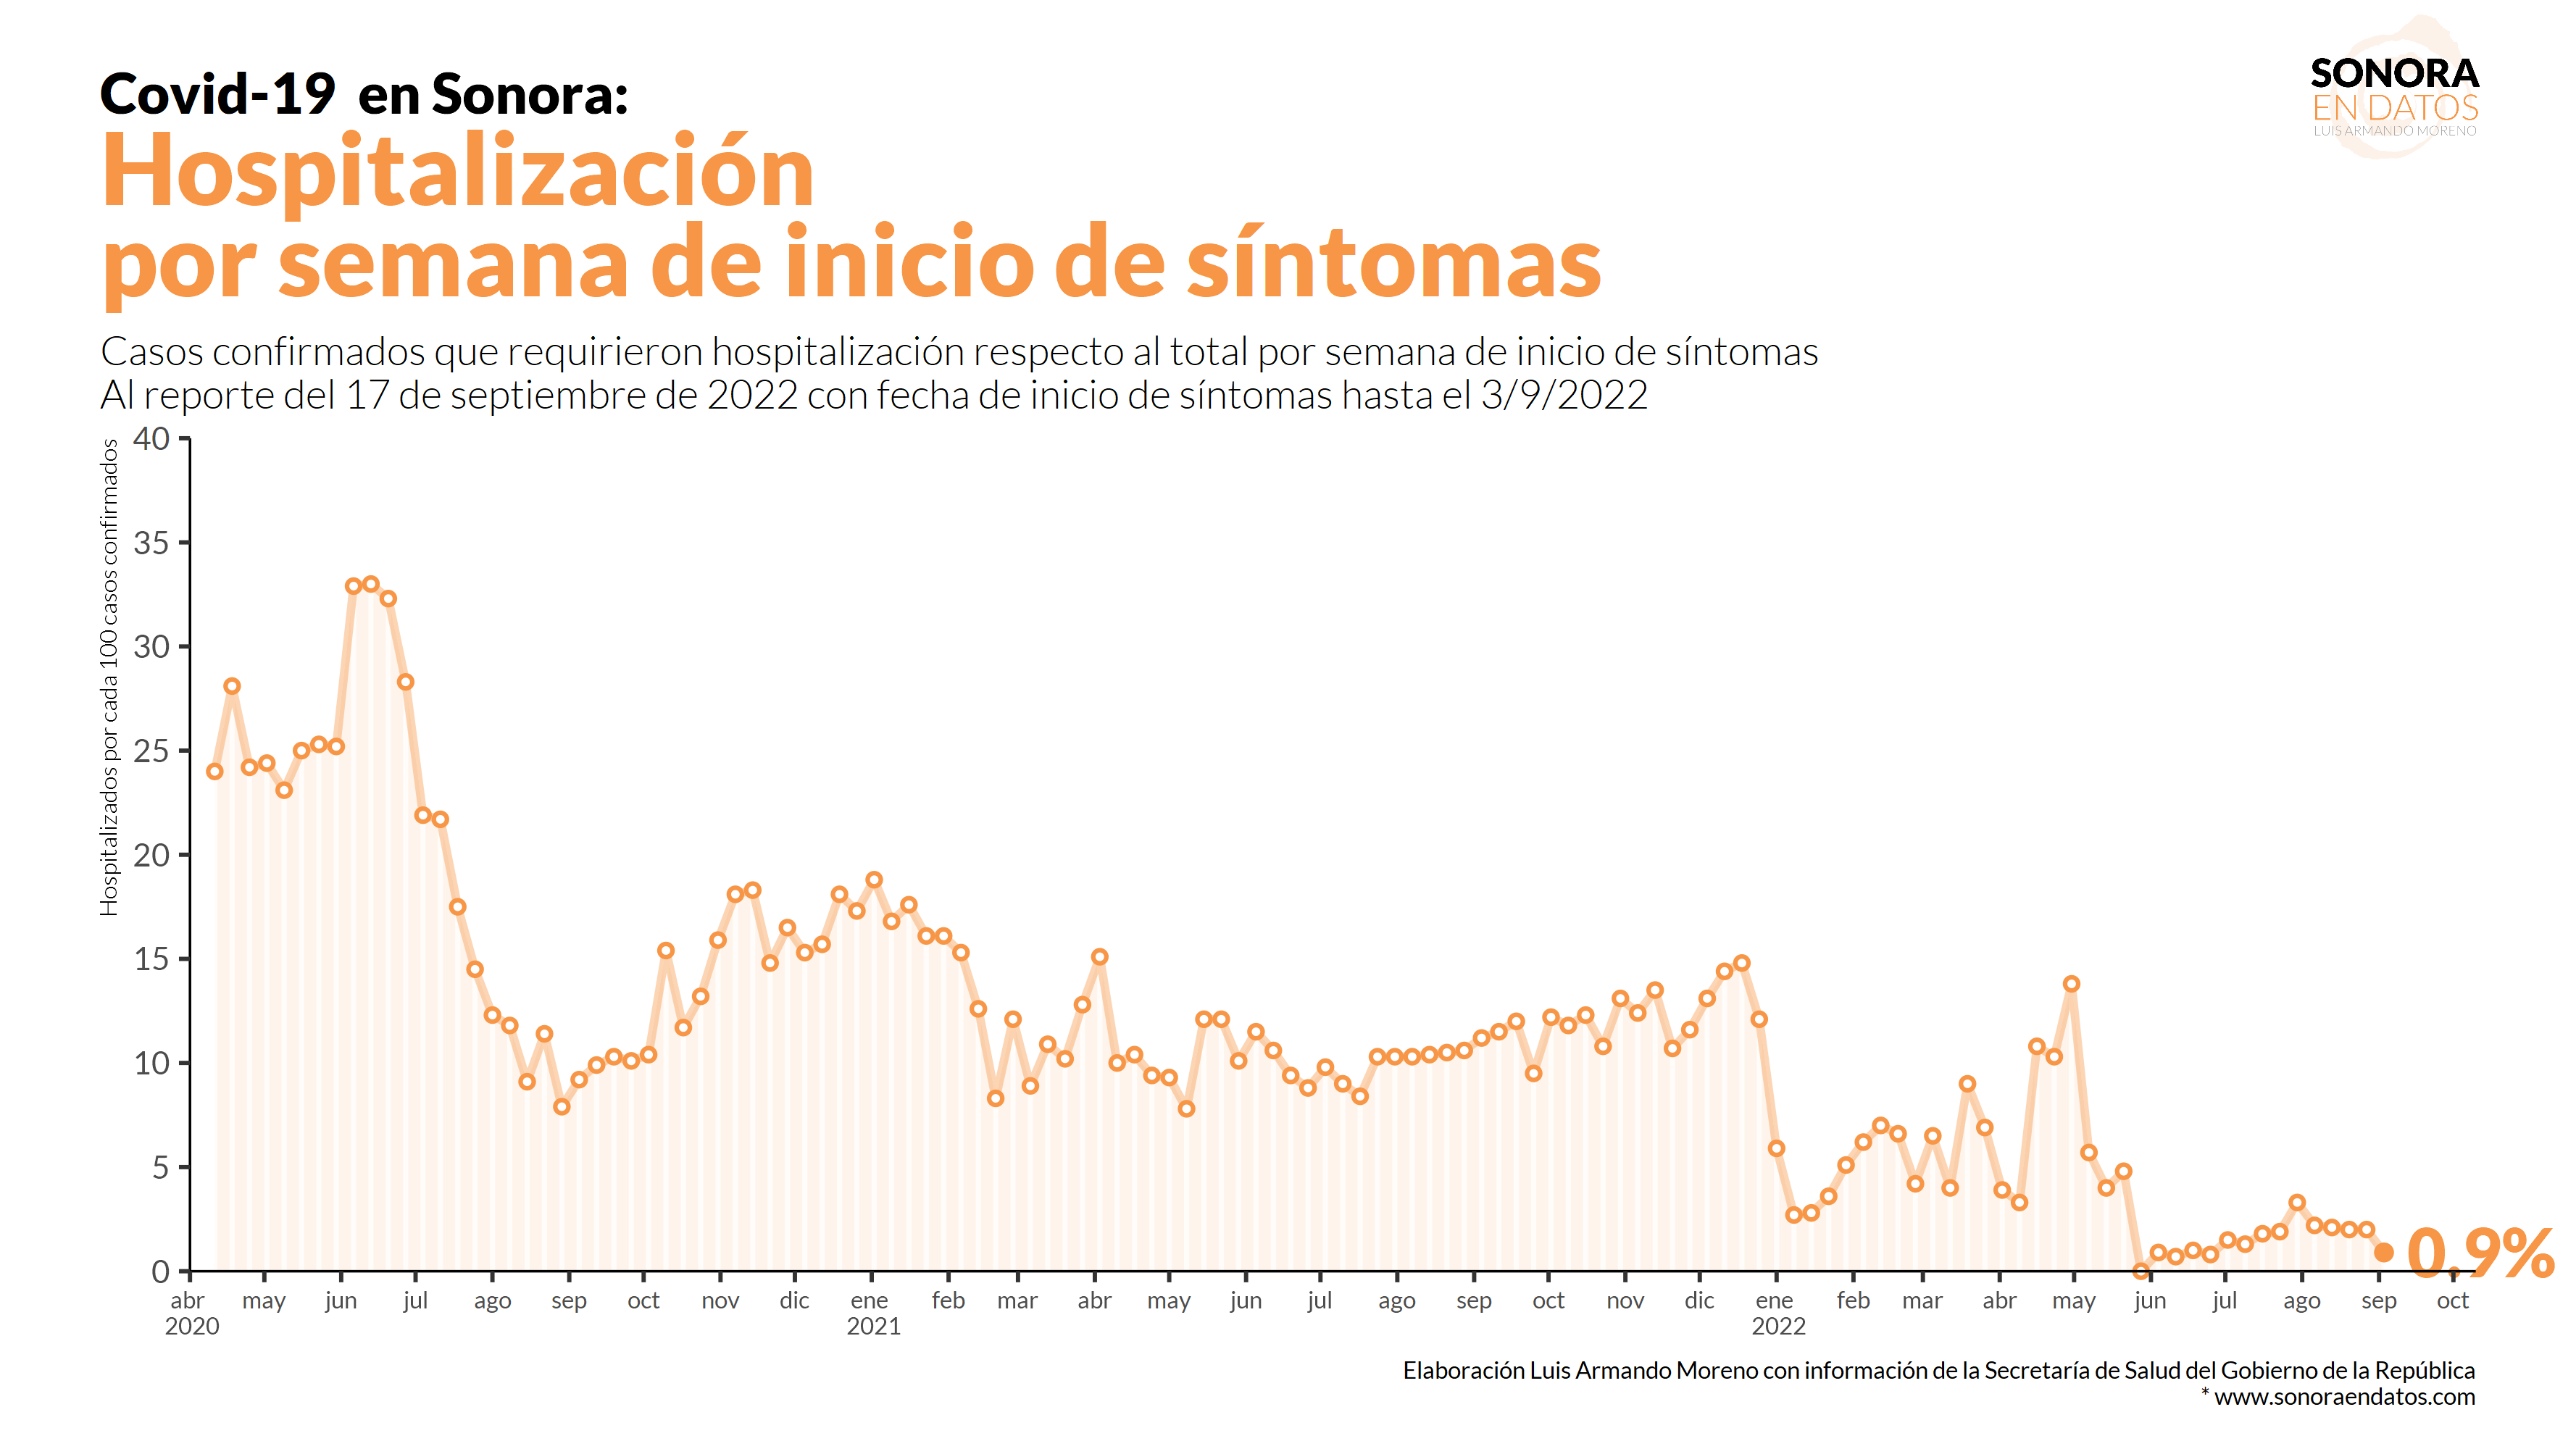 Covid-19 en Sonora:
Hospitalización
por semana de inicio de síntomas
Casos confirmados que requirieron hospitalización respecto al total por semana de inicio de síntomas
Al reporte del 17 de septiembre de 2022 con fecha de inicio de síntomas hasta el 3/9/2022
SONORA
EN DATOS
LUIS ARMANDO MORENO
Hospitalizados por cada 100 casos confirmados
40
35
30
25
20
15
10
5
0
0.9%
abr may jun jul ago sep oct nov dic ene feb mar abr may jun jul ago sep oct nov dic ene feb mar abr may jun jul ago sep oct
2020 2021 2022
Elaboración Luis Armando Moreno con información de la Secretaría de Salud del Gobierno de la República
* www.sonoraendatos.com